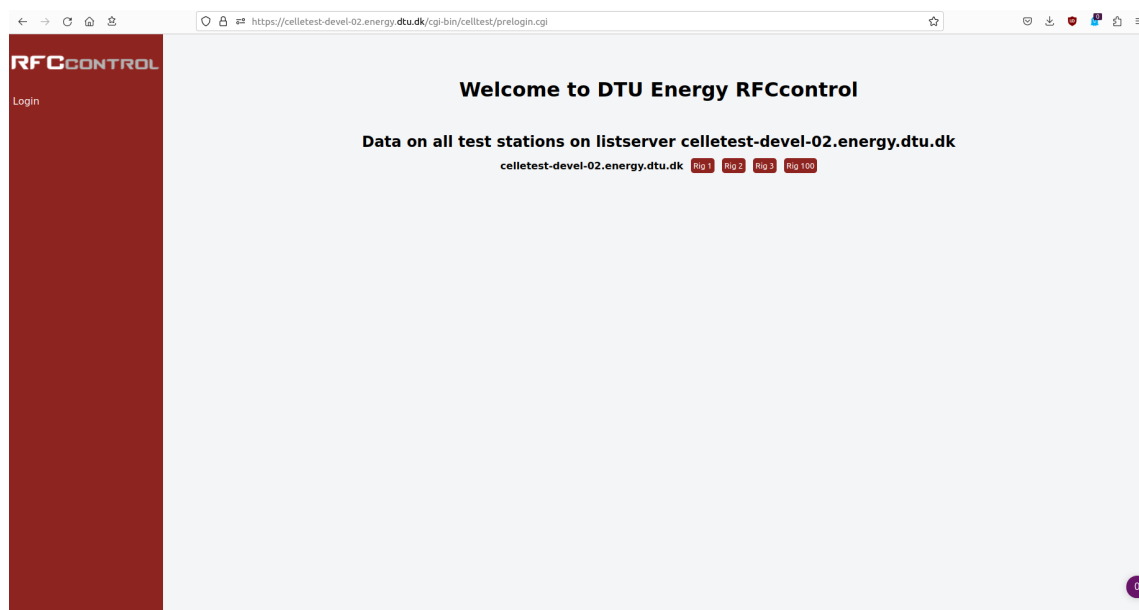 https://celletest-devel-02.energy.dtu.dk/cgi-bin/celltest/prelogin.cgi
RFCCONTROL
Login
Welcome to DTU Energy RFCcontrol
Data on all test stations on listserver celletest-devel-02.energy.dtu.dk
celletest-devel-02.energy.dtu.dk Rig 1 Rig 2 Rig 3 Rig 100